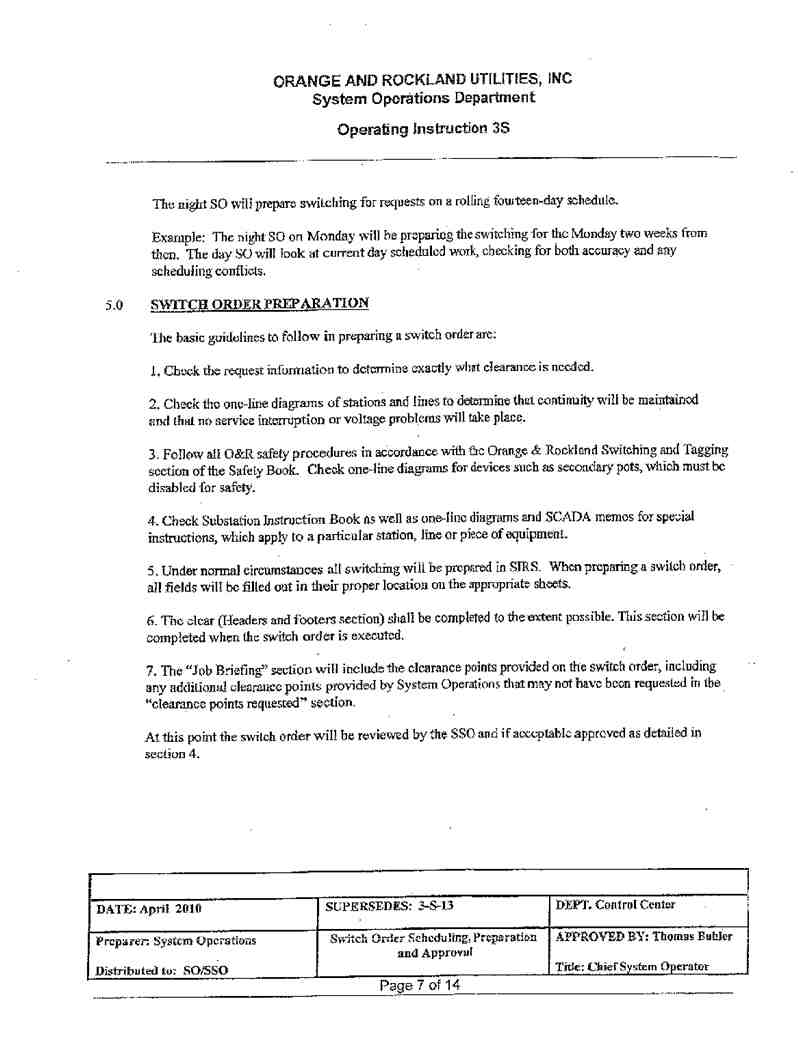 ORANGE AND ROCKLAND UTILITIES, INC
System Operations Department
Operating Instruction 3S
The night SO will prepare switching for requests on a rolling fourteen-day schedule.
Example: The night SO on Monday will be preparing the switching for the Monday two weeks from
then. The day SO will look at current day scheduled work, checking for both accuracy and any
scheduling conflicts.
5.0 SWITCH ORDER PREPARATION
The basic guidelines to follow in preparing a switch order are:
1. Check the request information to determine exactly what clearance is needed.
2. Check the one-line diagrams of stations and lines to determine that continuity will be maintained
and that no service interruption or voltage problems will take place.
3. Follow all O&R safety procedures in accordance with the Orange & Rockland Switching and Tagging
section of the Safety Book. Check one-line diagrams for devices such as secondary pots, which must be
disabled for safety.
4. Check Substation Instruction Book as well as one-line diagrams and SCADA memos for special
instructions, which apply to a particular station, line or piece of equipment.
5. Under normal circumstances all switching will be prepared in SIRS. When preparing a switch order,
all fields will be filled out in their proper location on the appropriate sheets.
6. The clear (Headers and footers section) shall be completed to the extent possible. This section will be
completed when the switch order is executed.
7. The "Job Briefing" section will include the clearance points provided on the switch order, including
any additional clearance points provided by System Operations that may not have been requested in the
"clearance points requested" section.
At this point the switch order will be reviewed by the SSO and if acceptable approved as detailed in
section 4.
DATE: April 2010 SUPERSEDES: 3-S-13 DEPT. Control Center
Preparer: System Operations Switch Order Scheduling, Preparation APPROVED BY: Thomas Buhler
and Approval
Distributed to: SO/SSO Title: Chief System Operator
Page 7 of 14